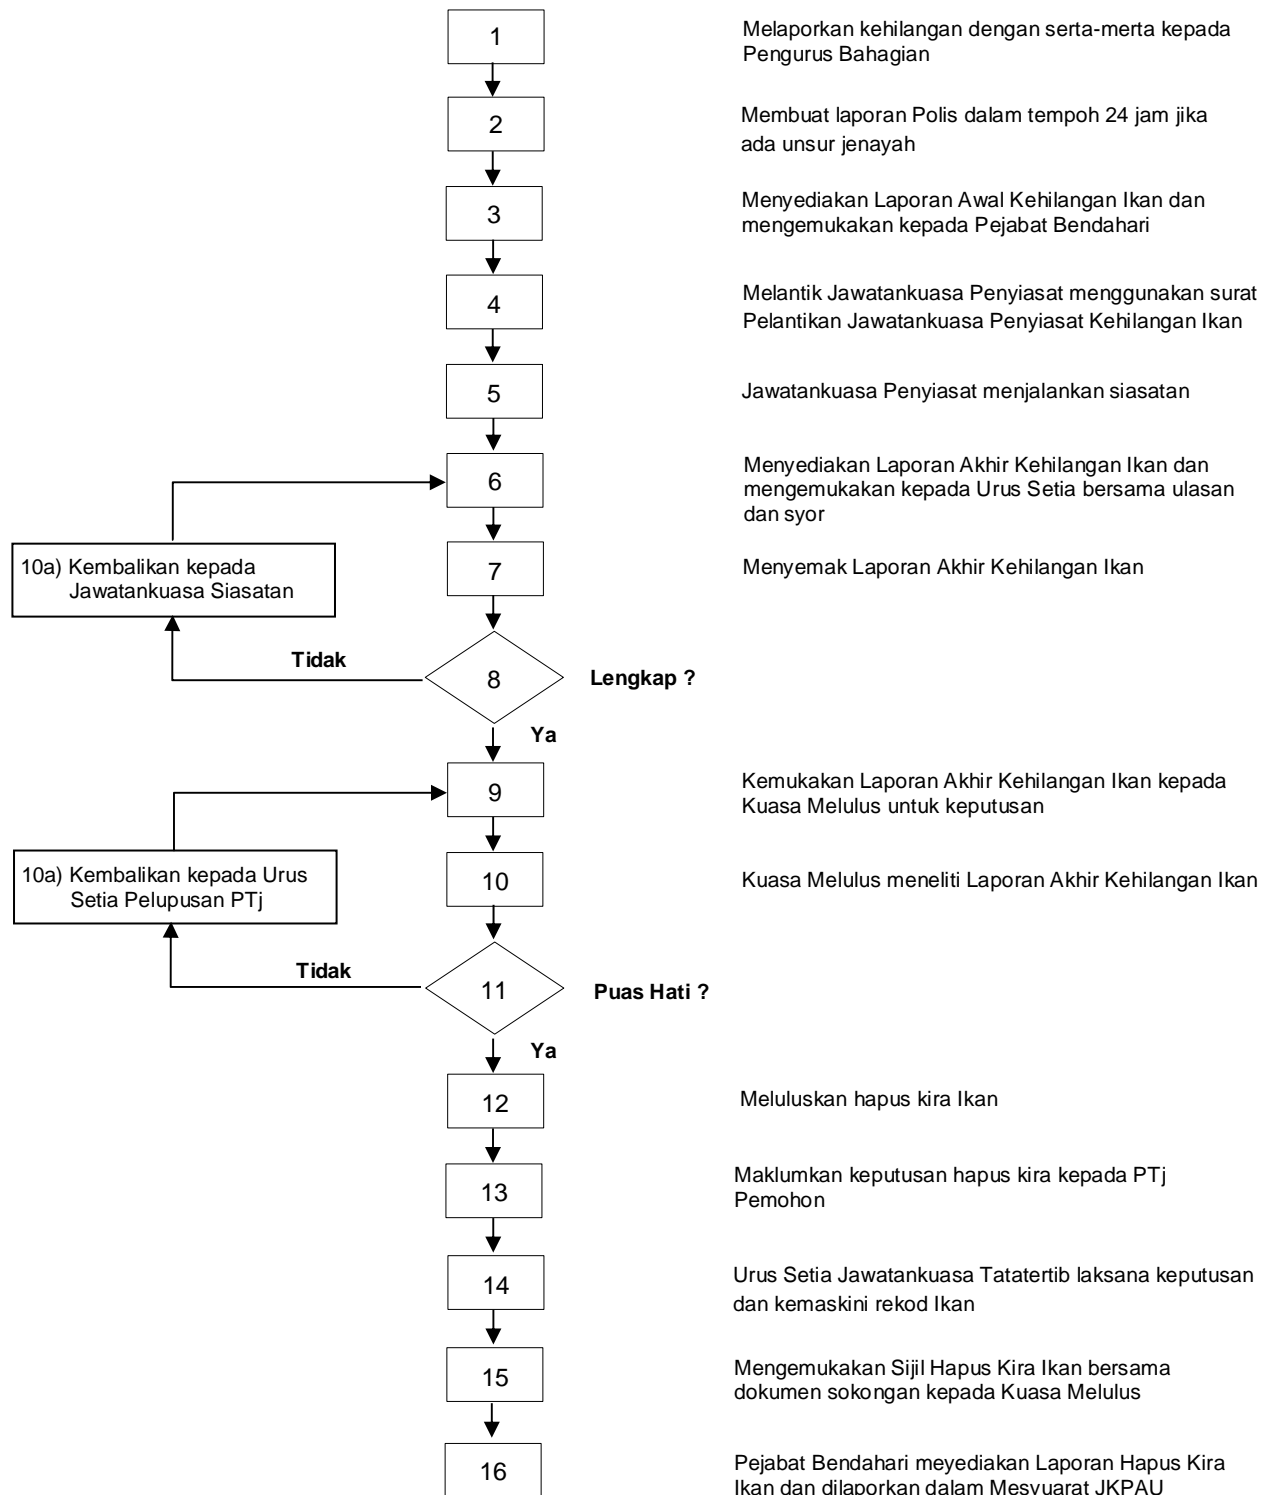 1
Melaporkan kehilangan dengan serta-merta kepada
Pengurus Bahagian
2
Membuat laporan Polis dalam tempoh 24 jam jika
ada unsur jenayah
3
Menyediakan Laporan Awal Kehilangan Ikan dan
mengemukakan kepada Pejabat Bendahari
4
Melantik Jawatankuasa Penyiasat menggunakan surat
Pelantikan Jawatankuasa Penyiasat Kehilangan Ikan
5
Jawatankuasa Penyiasat menjalankan siasatan
6
Menyediakan Laporan Akhir Kehilangan Ikan dan
mengemukakan kepada Urus Setia bersama ulasan
dan syor
10a) Kembalikan kepada
Jawatankuasa Siasatan
7
Menyemak Laporan Akhir Kehilangan Ikan
Tidak
8
Lengkap ?
Ya
9
Kemukakan Laporan Akhir Kehilangan Ikan kepada
Kuasa Melulus untuk keputusan
10a) Kembalikan kepada Urus
Setia Pelupusan PTj
10
Kuasa Melulus meneliti Laporan Akhir Kehilangan Ikan
Tidak
11
Puas Hati ?
Ya
12
Meluluskan hapus kira Ikan
13
Maklumkan keputusan hapus kira kepada PTj
Pemohon
14
Urus Setia Jawatankuasa Tatatertib laksana keputusan
dan kemaskini rekod Ikan
15
Mengemukakan Sijil Hapus Kira Ikan bersama
dokumen sokongan kepada Kuasa Melulus
16
Pejabat Bendahari meyediakan Laporan Hapus Kira
Ikan dan dilaporkan dalam Mesyuarat JKPAU